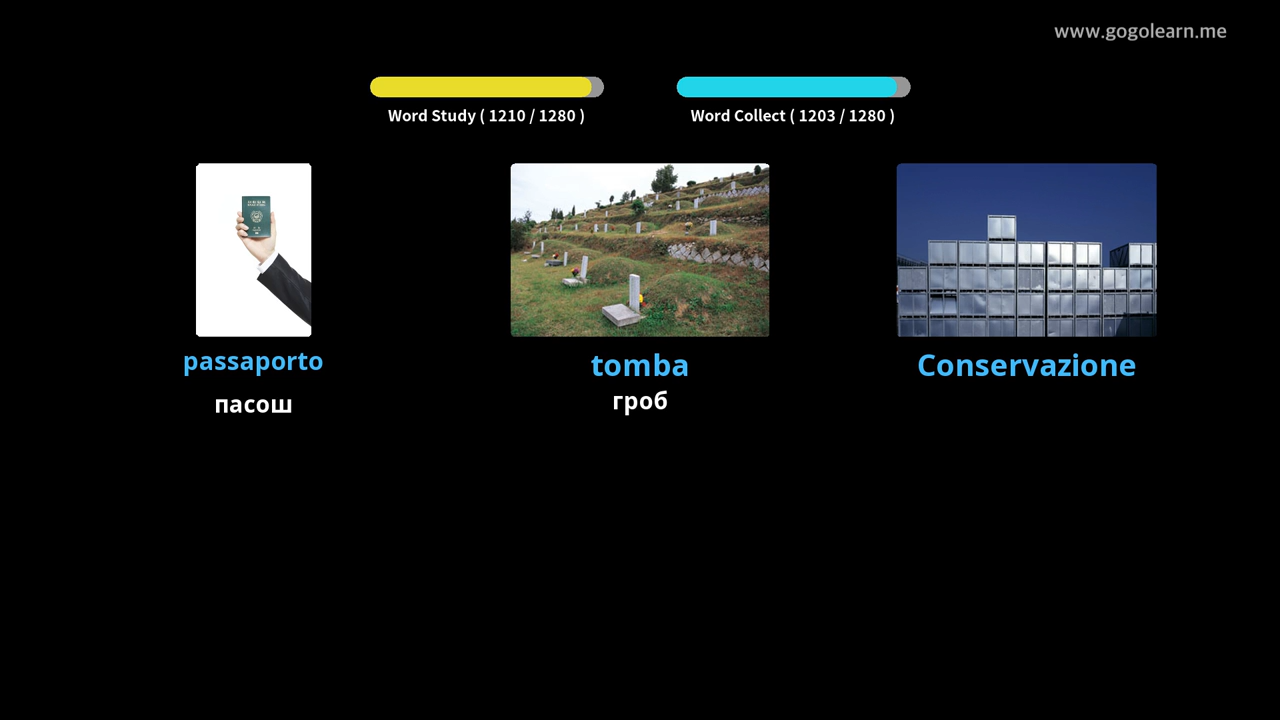 www.gogolearn.me
Word Study ( 1210 / 1280 )
Word Collect ( 1203 / 1280 )
passaporto
tomba
Conservazione
пасош
гроб